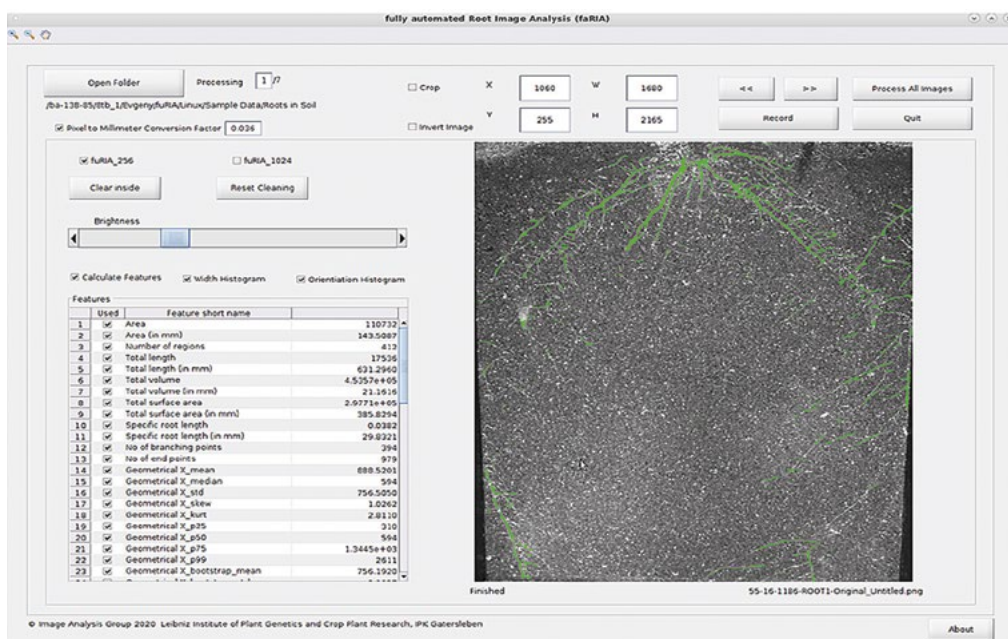 fully automated Root Image Analysis (faRIA)
Open Folder
Processing 1 /7
/ba-138-85/8tb_1/Evgeny/fuRIA/Linux/Sample Data/Roots in Soil
Pixel to Millimeter Conversion Factor 0.036
Crop X 1060 W 1680
Invert Image Y 255 H 2165
<< >> Process All Images
Record Quit
fuRIA_256 fuRIA_1024
Clear inside Reset Cleaning
Brightness
Calculate Features Width Histogram Orientiation Histogram
Features
Used Feature short name
1 Area 110732
2 Area (in mm) 143.5087
3 Number of regions 412
4 Total length 17536
5 Total length (in mm) 631.2960
6 Total volume 4.5357e+05
7 Total volume (in mm) 21.1616
8 Total surface area 2.9771e+05
9 Total surface area (in mm) 385.8294
10 Specific root length 0.0382
11 Specific root length (in mm) 29.8321
12 No of branching points 394
13 No of end points 979
14 Geometrical X_mean 888.5201
15 Geometrical X_median 594
16 Geometrical X_std 756.5050
17 Geometrical X_skew 1.0262
18 Geometrical X_kurt 2.8110
19 Geometrical X_p25 310
20 Geometrical X_p50 594
21 Geometrical X_p75 1.3445e+03
22 Geometrical X_p99 2611
23 Geometrical X_bootstrap_mean 756.1920
Finished 55-16-1186-ROOT1-Original_Untitled.png
© Image Analysis Group 2020 Leibniz Institute of Plant Genetics and Crop Plant Research, IPK Gatersleben
About